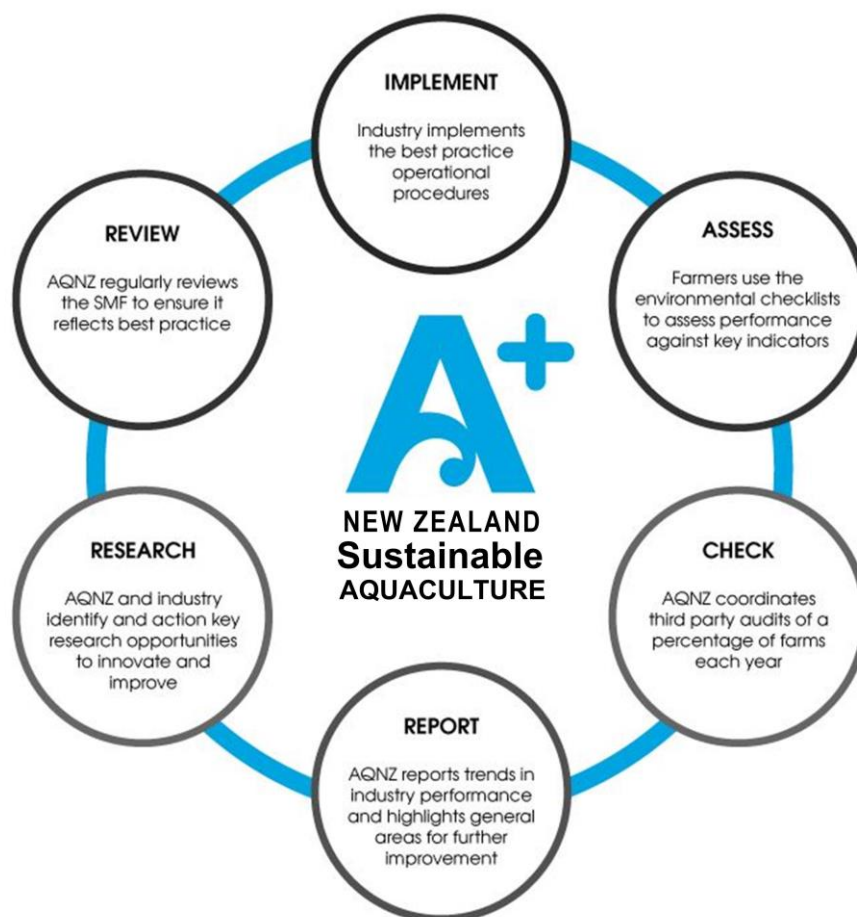 IMPLEMENT
Industry implements
the best practice
operational
procedures
ASSESS
Farmers use the
environmental checklists
to assess performance
against key indicators
CHECK
AQNZ coordinates
third party audits of a
percentage of farms
each year
REPORT
AQNZ reports trends in
industry performance
and highlights general
areas for further
improvement
RESEARCH
AQNZ and industry
identify and action key
research opportunities
to innovate and
improve
REVIEW
AQNZ regularly reviews
the SMF to ensure it
reflects best practice
A+
NEW ZEALAND
Sustainable
AQUACULTURE